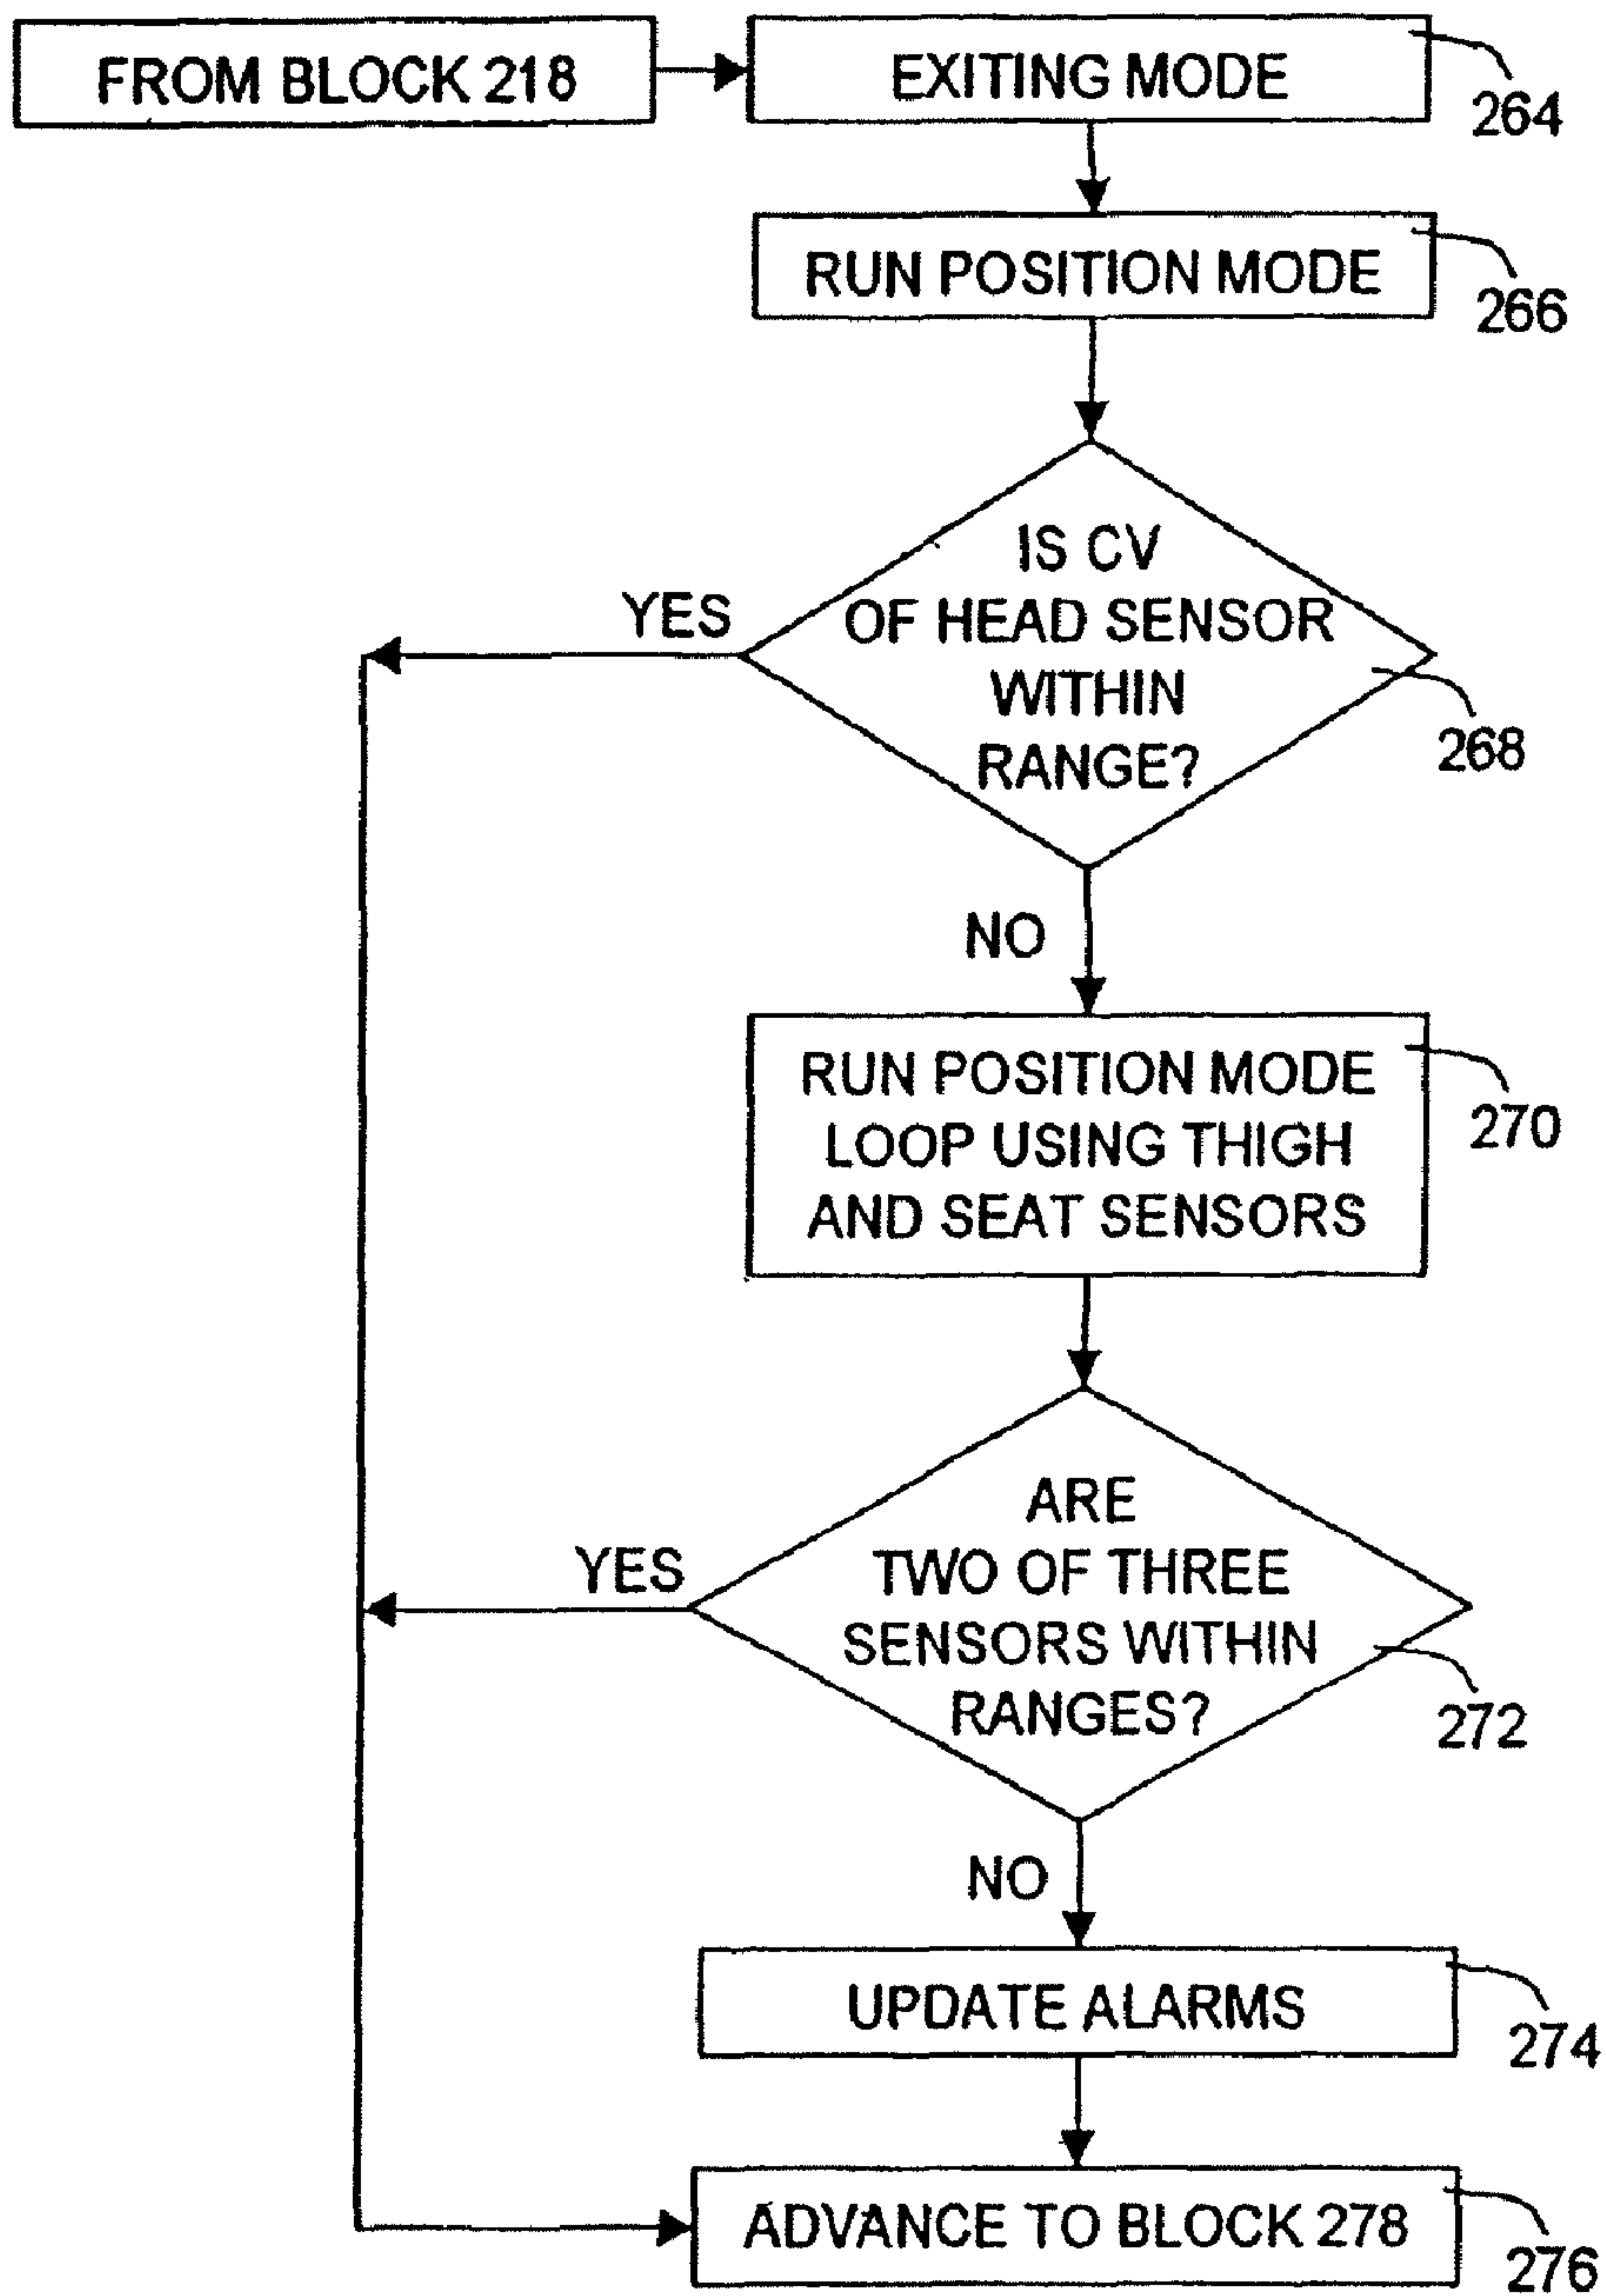 FROM BLOCK 218
EXITING MODE
264
RUN POSITION MODE
266
IS CV
OF HEAD SENSOR
WITHIN
RANGE?
YES
268
NO
RUN POSITION MODE
LOOP USING THIGH
AND SEAT SENSORS
270
ARE
TWO OF THREE
SENSORS WITHIN
RANGES?
YES
272
NO
UPDATE ALARMS
274
ADVANCE TO BLOCK 278
276